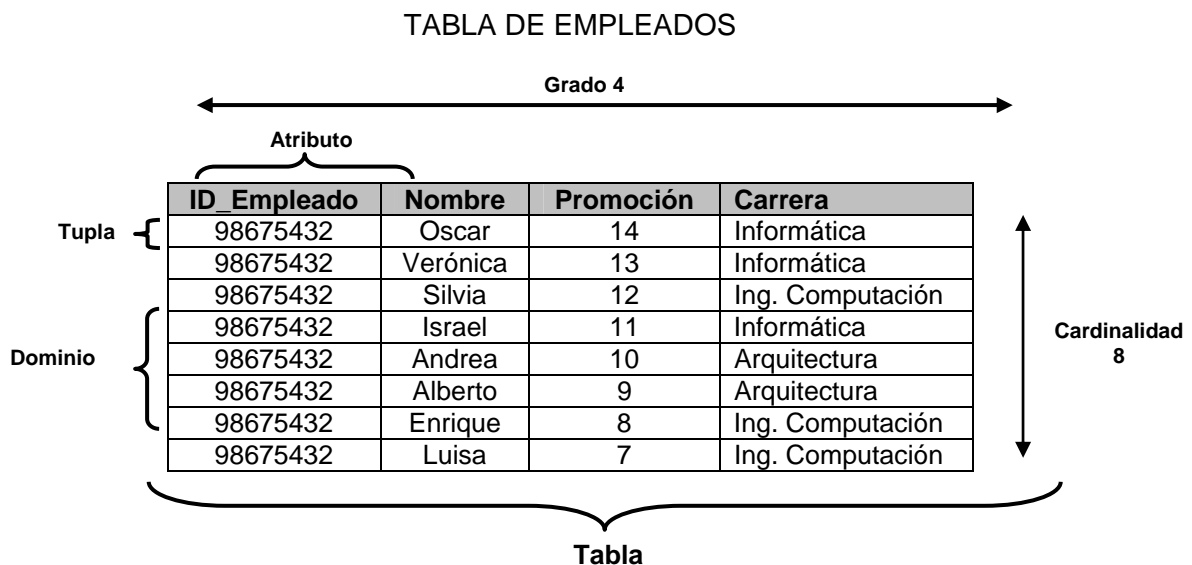 TABLA DE EMPLEADOS
Grado 4
Atributo
ID_Empleado Nombre Promoción Carrera
Tupla 98675432 Oscar 14 Informática
98675432 Verónica 13 Informática
98675432 Silvia 12 Ing. Computación
98675432 Israel 11 Informática Cardinalidad
Dominio 98675432 Andrea 10 Arquitectura 8
98675432 Alberto 9 Arquitectura
98675432 Enrique 8 Ing. Computación
98675432 Luisa 7 Ing. Computación
Tabla